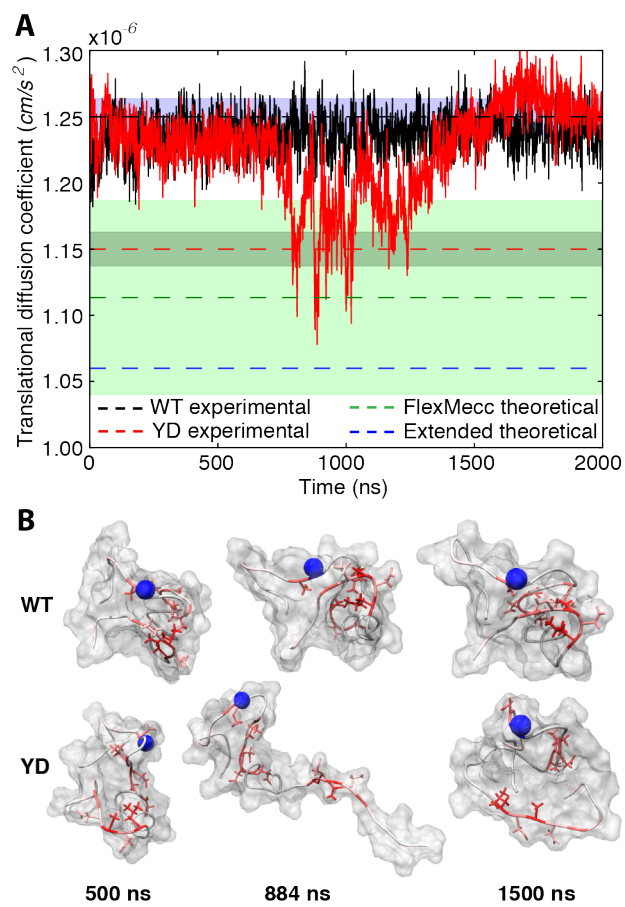 A
x10⁻⁶
Translational diffusion coefficient (cm/s²)
1.30
1.25
1.20
1.15
1.10
1.05
1.00
WT experimental
FlexMecc theoretical
YD experimental
Extended theoretical
0 500 1000 1500 2000
Time (ns)
B
WT
YD
500 ns 884 ns 1500 ns